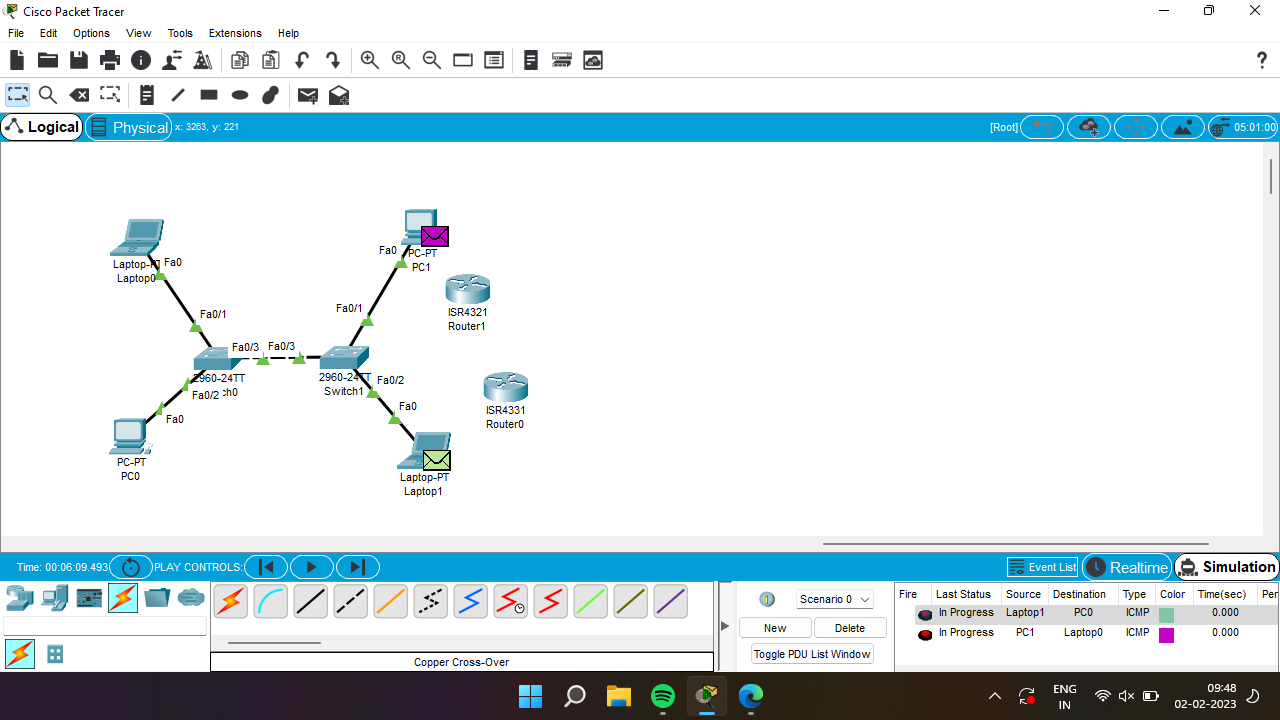 Cisco Packet Tracer
File Edit Options View Tools Extensions Help
Logical
Physical
x: 3263, y: 221
[Root]
05:01:00
Fa0
PC-PT
PC1
Laptop-PT
Fa0
Laptop0
ISR4321
Router1
Fa0/1
Fa0/1
Fa0/3
Fa0/3
2960-24TT
ch0
2960-24TT
Switch1
Fa0/2
Fa0/2
ISR4331
Router0
Fa0
Fa0
PC-PT
PC0
Laptop-PT
Laptop1
Time: 00:06:09.493
PLAY CONTROLS:
Event List
Realtime
Simulation
Scenario 0
New
Delete
Toggle PDU List Window
Fire Last Status Source Destination Type Color Time(sec) Per
In Progress Laptop1 PC0 ICMP 0.000
In Progress PC1 Laptop0 ICMP 0.000
Copper Cross-Over
ENG
IN
09:48
02-02-2023